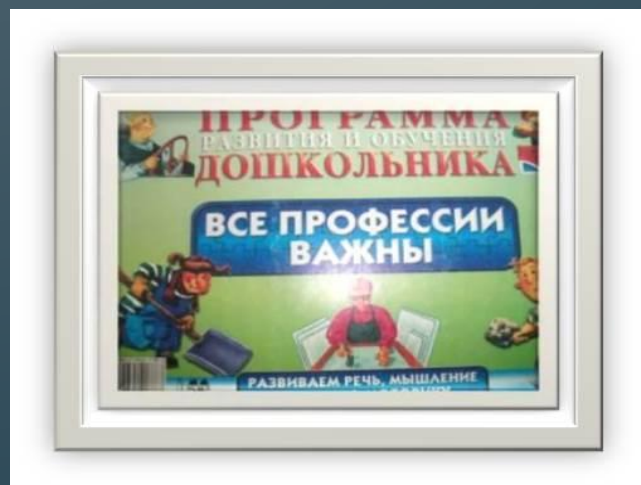 ПРОГРАММА
РАЗВИТИЯ И ОБУЧЕНИЯ
ДОШКОЛЬНИКА
ВСЕ ПРОФЕССИИ
ВАЖНЫ
РАЗВИВАЕМ РЕЧЬ, МЫШЛЕНИЕ